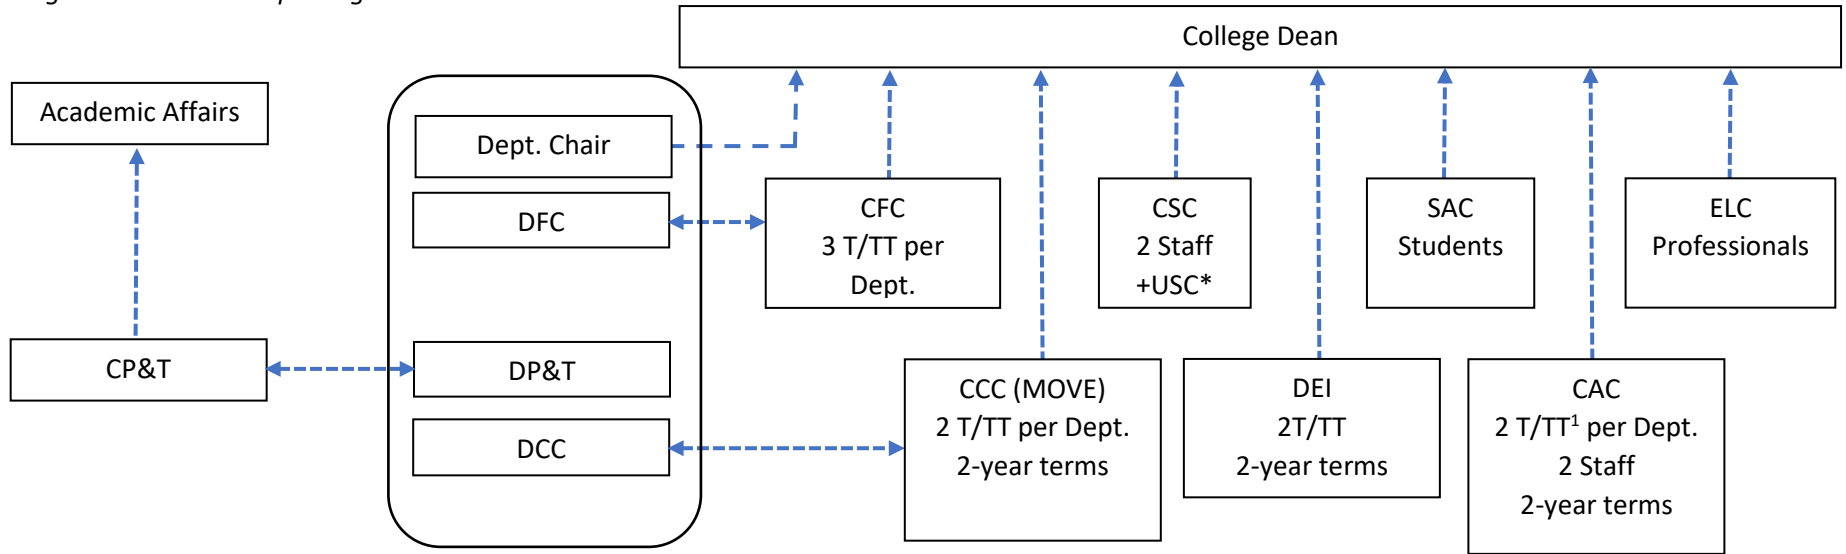 College Dean
Academic Affairs
Dept. Chair
DFC
CFC
3 T/TT per
Dept.
CSC
2 Staff
+USC*
SAC
Students
ELC
Professionals
CP&T
DP&T
DCC
CCC (MOVE)
2 T/TT per Dept.
2-year terms
DEI
2T/TT
2-year terms
CAC
2 T/TT¹ per Dept.
2 Staff
2-year terms